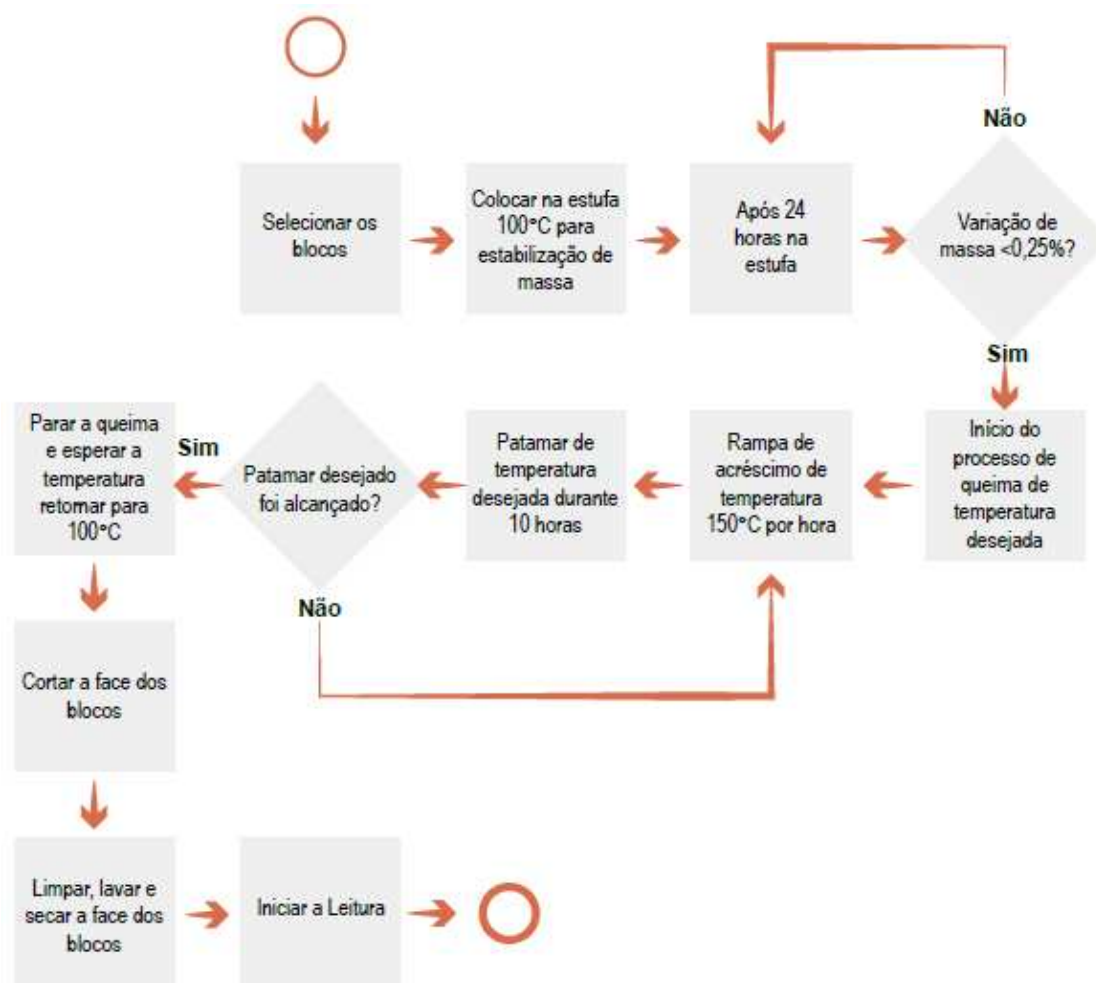 Selecionar os
blocos
Colocar na estufa
100°C para
estabilização de
massa
Após 24
horas na
estufa
Não
Variação de
massa <0,25%?
Sim
Início do
processo de
queima de
temperatura
desejada
Rampa de
acréscimo de
temperatura
150°C por hora
Patamar de
temperatura
desejada durante
10 horas
Patamar desejado
foi alcançado?
Não
Sim
Parar a queima
e esperar a
temperatura
retornar para
100°C
Cortar a face dos
blocos
Limpar, lavar e
secar a face dos
blocos
Iniciar a Leitura